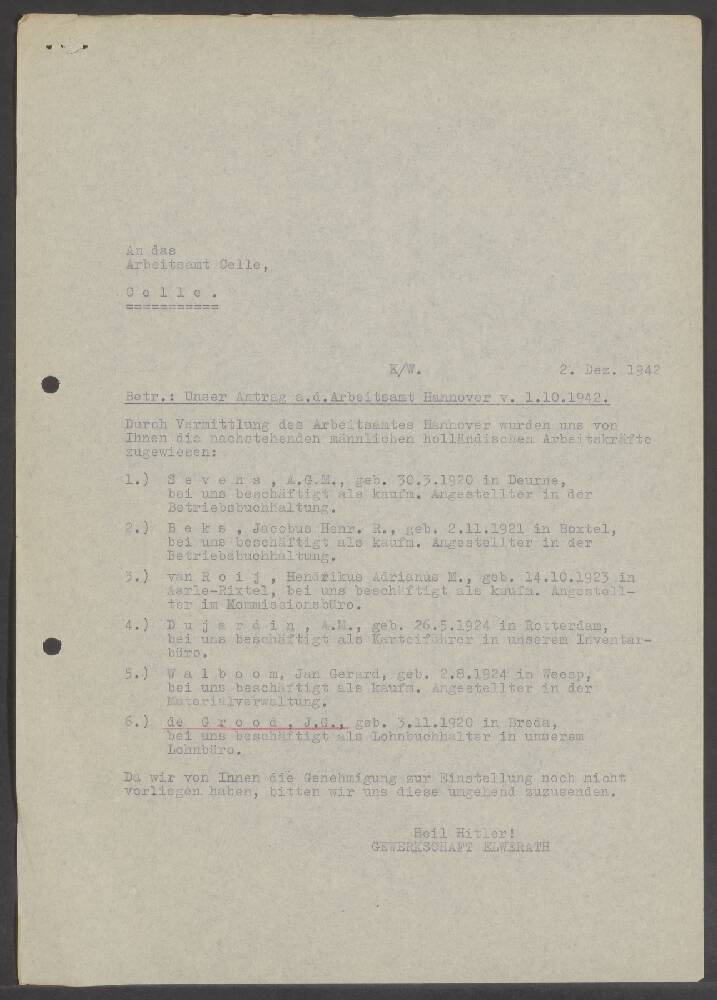 An das
Arbeitsamt Celle,
C e l l e .
===========
K/W.
2. Dez. 1942
Betr.: Unser Antrag a.d.Arbeitsamt Hannover v. 1.10.1942.
Durch Vermittlung des Arbeitsamtes Hannover wurden uns von
Ihnen die nachstehenden männlichen holländischen Arbeitskräfte
zugewiesen:
1.) S e v e n s , A.G.M., geb. 30.3.1920 in Deurne,
bei uns beschäftigt als kaufm. Angestellter in der
Betriebsbuchhaltung.
2.) B e k s , Jacobus Henr. R., geb. 2.11.1921 in Boxtel,
bei uns beschäftigt als kaufm. Angestellter in der
Betriebsbuchhaltung.
3.) van R o i j , Hendrikus Adrianus M., geb. 14.10.1923 in
Aarle-Rixtel, bei uns beschäftigt als kaufm. Angestell-
ter im Kommissionsbüro.
4.) D u j a r d i n , A.M., geb. 26.5.1924 in Rotterdam,
bei uns beschäftigt als Karteiführer in unserem Inventar-
büro.
5.) W a l b o o m, Jan Gerard, geb. 2.8.1924 in Weesp,
bei uns beschäftigt als kaufm. Angestellter in der
Materialverwaltung.
6.) de G r o o d , J.G., geb. 3.11.1920 in Breda,
bei uns beschäftigt als Lohnbuchhalter in unserem
Lohnbüro.
Da wir von Ihnen die Genehmigung zur Einstellung noch nicht
vorliegen haben, bitten wir uns diese umgehend zuzusenden.
Heil Hitler!
GEWERKSCHAFT ELWERATH